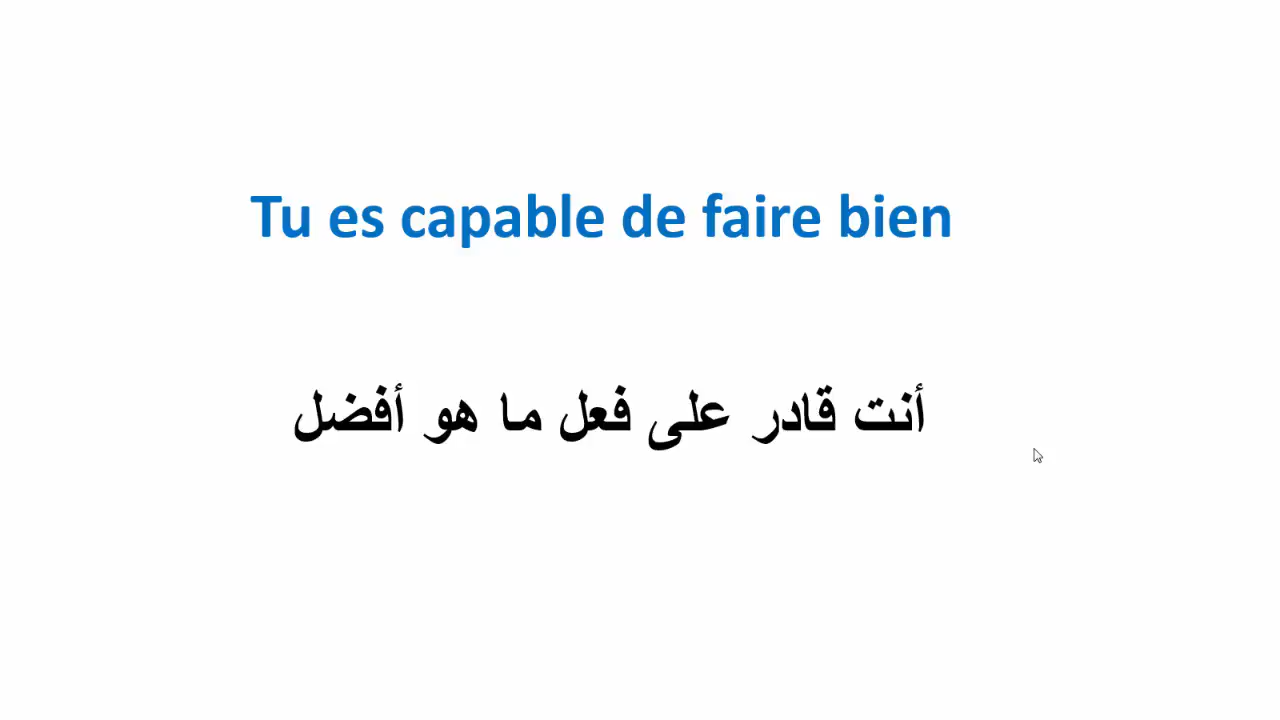 Tu es capable de faire bien
أنت قادر على فعل ما هو أفضل